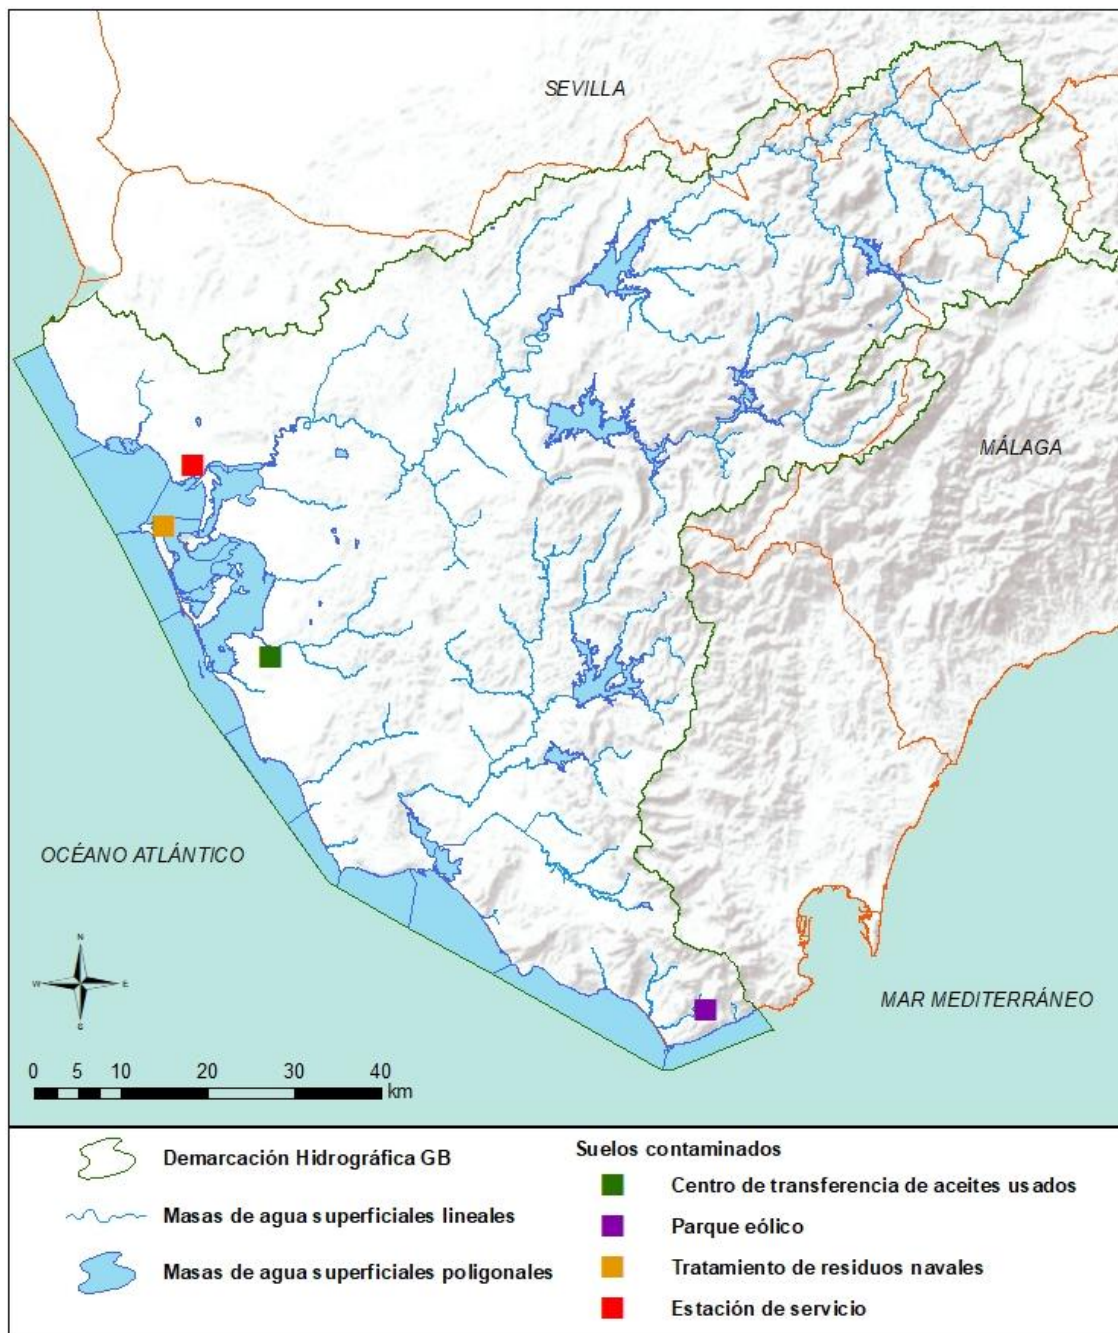 SEVILLA
MÁLAGA
OCÉANO ATLÁNTICO
N
W
E
S
MAR MEDITERRÁNEO
0 5 10 20 30 40
km
Demarcación Hidrográfica GB
Masas de agua superficiales lineales
Masas de agua superficiales poligonales
Suelos contaminados
Centro de transferencia de aceites usados
Parque eólico
Tratamiento de residuos navales
Estación de servicio